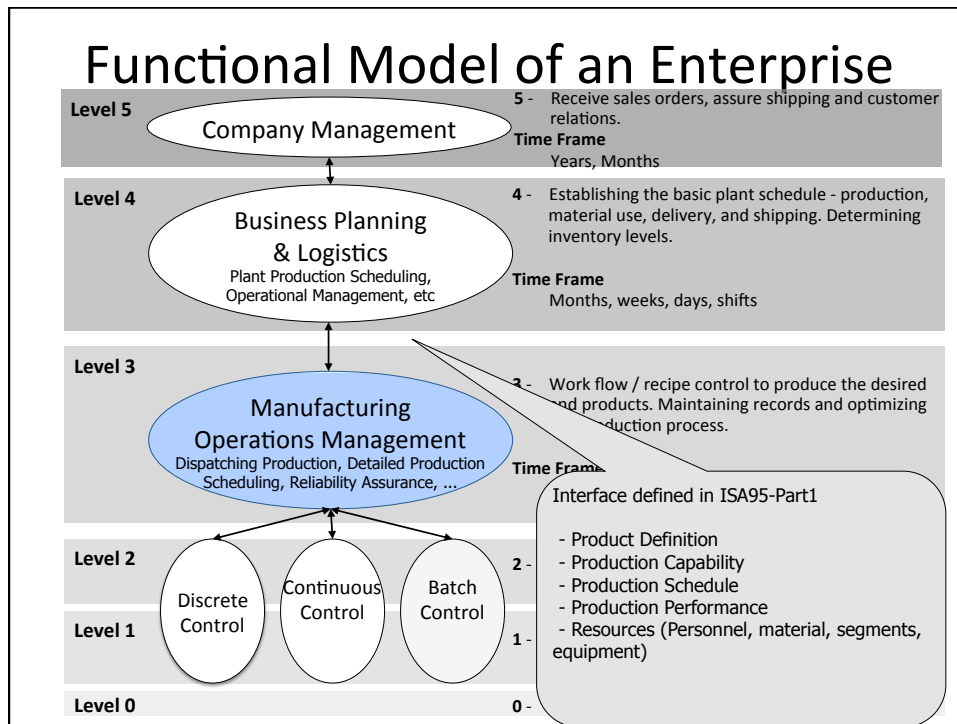 Functional Model of an Enterprise
Level 5
Company Management
5 - Receive sales orders, assure shipping and customer
relations.
Time Frame
Years, Months
Level 4
Business Planning
& Logistics
Plant Production Scheduling,
Operational Management, etc
4 - Establishing the basic plant schedule - production,
material use, delivery, and shipping. Determining
inventory levels.
Time Frame
Months, weeks, days, shifts
Level 3
Manufacturing
Operations Management
Dispatching Production, Detailed Production
Scheduling, Reliability Assurance, ...
3 - Work flow / recipe control to produce the desired
products. Maintaining records and optimizing
process.
Time Frame
Interface defined in ISA95-Part1
- Product Definition
- Production Capability
- Production Schedule
- Production Performance
- Resources (Personnel, material, segments,
equipment)
Level 2
2 -
Discrete
Control
Continuous
Control
Batch
Control
Level 1
1 -
Level 0
0 -